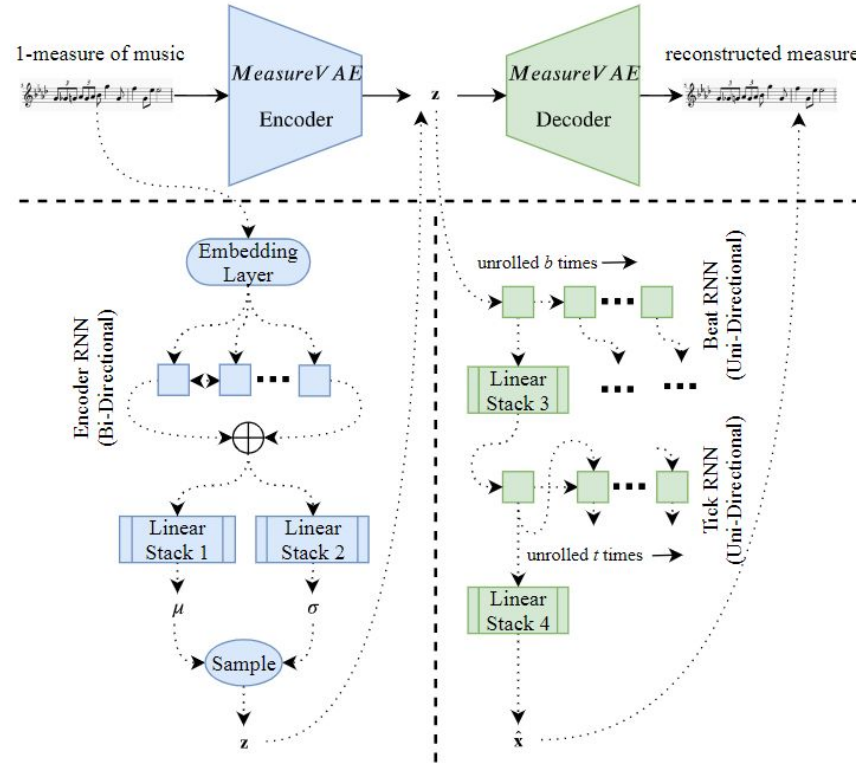 1-measure of music
reconstructed measure
MeasureVAE
Encoder
z
MeasureVAE
Decoder
Embedding
Layer
Encoder RNN
(Bi-Directional)
Linear
Stack 1
Linear
Stack 2
μ
σ
Sample
z
unrolled b times
Beat RNN
(Uni-Directional)
Linear
Stack 3
Tick RNN
(Uni-Directional)
unrolled t times
Linear
Stack 4
x̂